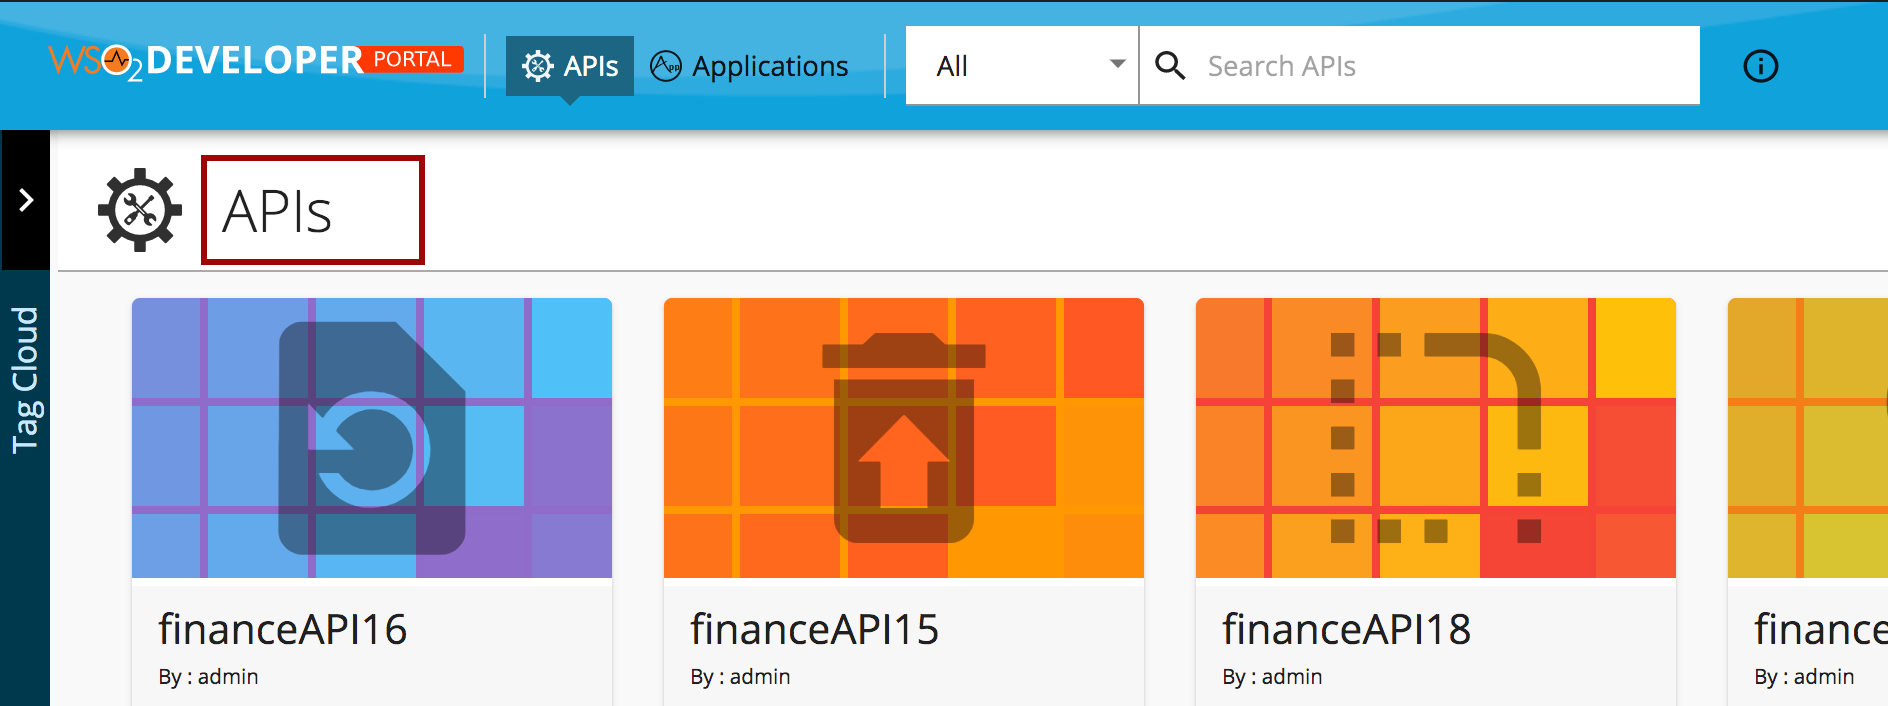 WSO2 DEVELOPER PORTAL
APIs
App Applications
All
Search APIs
APIs
Tag Cloud
financeAPI16
By : admin
financeAPI15
By : admin
financeAPI18
By : admin
finance
By : admin